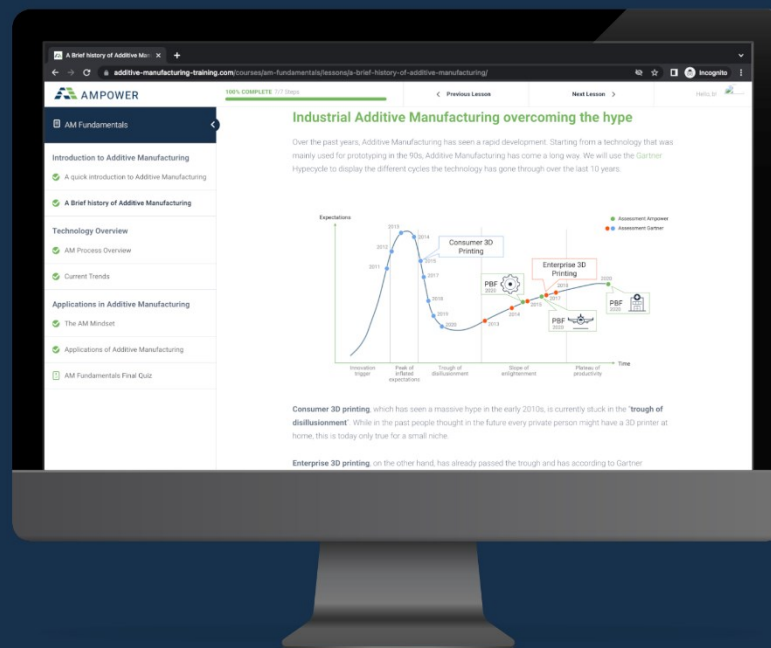 A Brief history of Additive Man
additive-manufacturing-training.com/courses/am-fundamentals/lessons/a-brief-history-of-additive-manufacturing/
Incognito
AMPOWER
100% COMPLETE 7/7 Steps
Previous Lesson
Next Lesson
AM Fundamentals
Introduction to Additive Manufacturing
A quick introduction to Additive Manufacturing
A Brief history of Additive Manufacturing
Technology Overview
AM Process Overview
Current Trends
Applications in Additive Manufacturing
The AM Mindset
Applications of Additive Manufacturing
AM Fundamentals Final Quiz
Industrial Additive Manufacturing overcoming the hype
Over the past years, Additive Manufacturing has seen a rapid development. Starting from a technology that was
mainly used for prototyping in the 90s, Additive Manufacturing has come a long way. We will use the Gartner
Hypecycle to display the different cycles the technology has gone through over the last 10 years.
Expectations
Assessment Ampower
Assessment Gartner
2013
2014
2012
2011
2015
2017
2018
2019
2020
Consumer 3D
Printing
Enterprise 3D
Printing
PBF
2020
2013
2014
2015
2017
2018
PBF
2020
2020
PBF
2020
Time
Innovation
trigger
Peak of
inflated
expectations
Trough of
disillusionment
Slope of
enlightenment
Plateau of
productivity
Consumer 3D printing, which has seen a massive hype in the early 2010s, is currently stuck in the "trough of
disillusionment". While in the past people thought in the future every private person might have a 3D printer at
home, this is today only true for a small niche.
Enterprise 3D printing, on the other hand, has already passed the trough and has according to Gartner